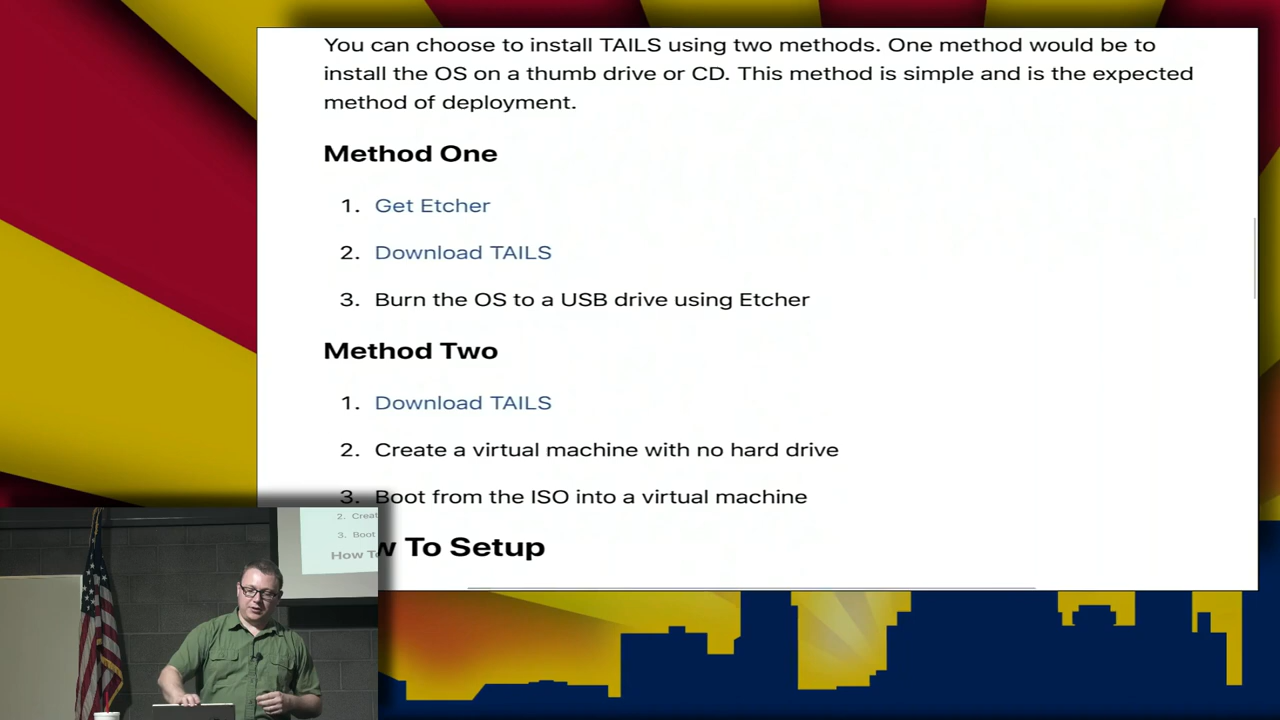 You can choose to install TAILS using two methods. One method would be to
install the OS on a thumb drive or CD. This method is simple and is the expected
method of deployment.
Method One
1. Get Etcher
2. Download TAILS
3. Burn the OS to a USB drive using Etcher
Method Two
1. Download TAILS
2. Create a virtual machine with no hard drive
3. Boot from the ISO into a virtual machine
w To Setup
2. Creat
3. Boot
How To